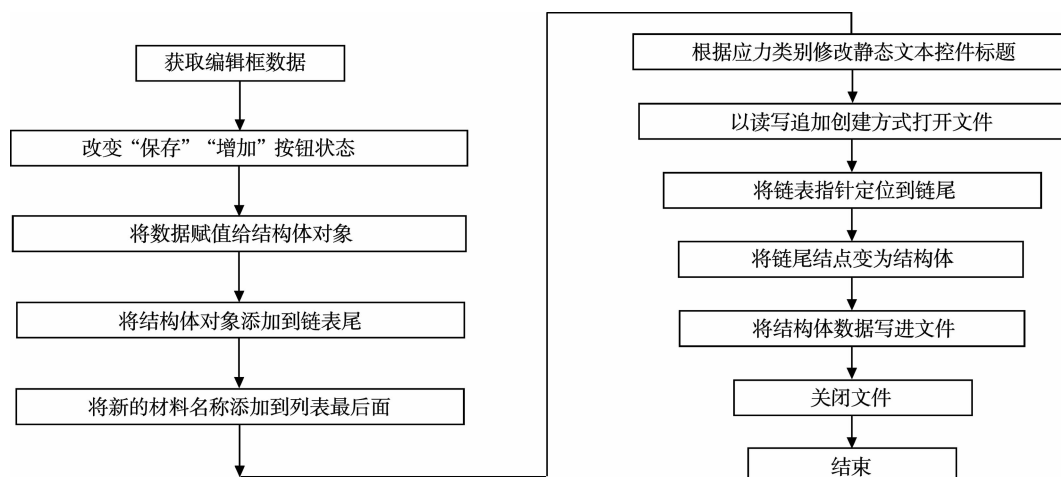 获取编辑框数据
改变“保存”“增加”按钮状态
将数据赋值给结构体对象
将结构体对象添加到链表尾
将新的材料名称添加到列表最后面
根据应力类别修改静态文本控件标题
以读写追加创建方式打开文件
将链表指针定位到链尾
将链尾结点变为结构体
将结构体数据写进文件
关闭文件
结束